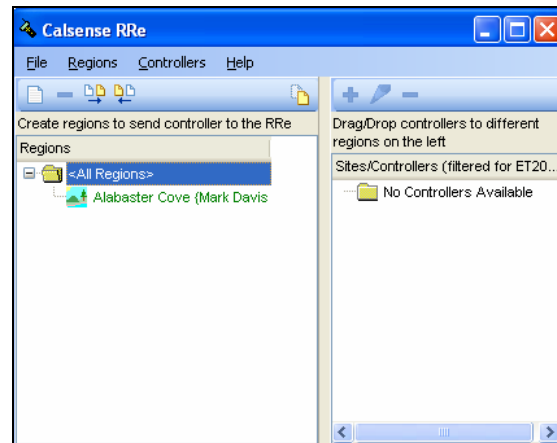 Calsense RRe
File Regions Controllers Help
Create regions to send controller to the RRe
Regions
<All Regions>
Alabaster Cove {Mark Davis
Drag/Drop controllers to different
regions on the left
Sites/Controllers (filtered for ET20...
No Controllers Available